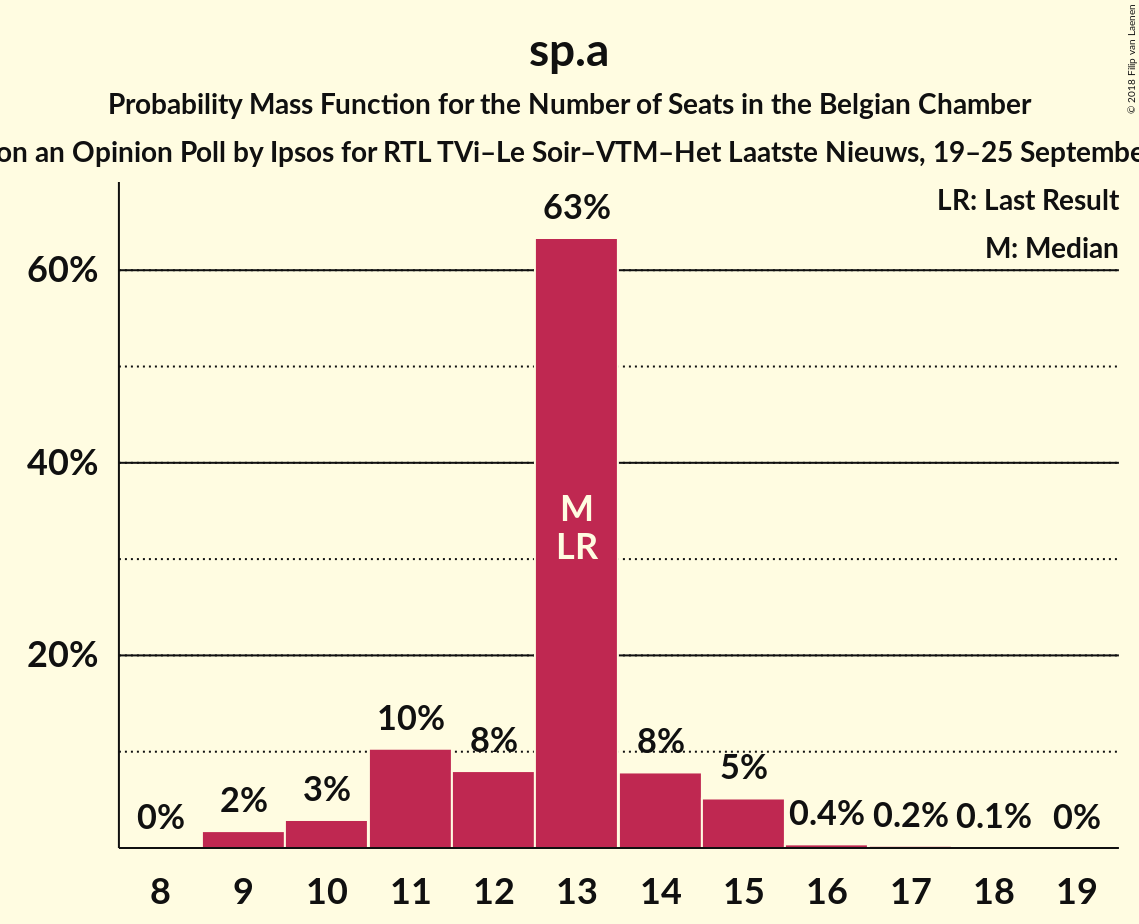 sp.a
Probability Mass Function for the Number of Seats in the Belgian Chamber
on an Opinion Poll by Ipsos for RTL TVi–Le Soir–VTM–Het Laatste Nieuws, 19–25 Septembe
© 2018 Filip van Laenen
LR: Last Result
M: Median
63%
60%
40%
M
LR
20%
10%
8%
8%
5%
3%
2%
0%
0.4%
0.2%
0.1%
0%
8 9 10 11 12 13 14 15 16 17 18 19